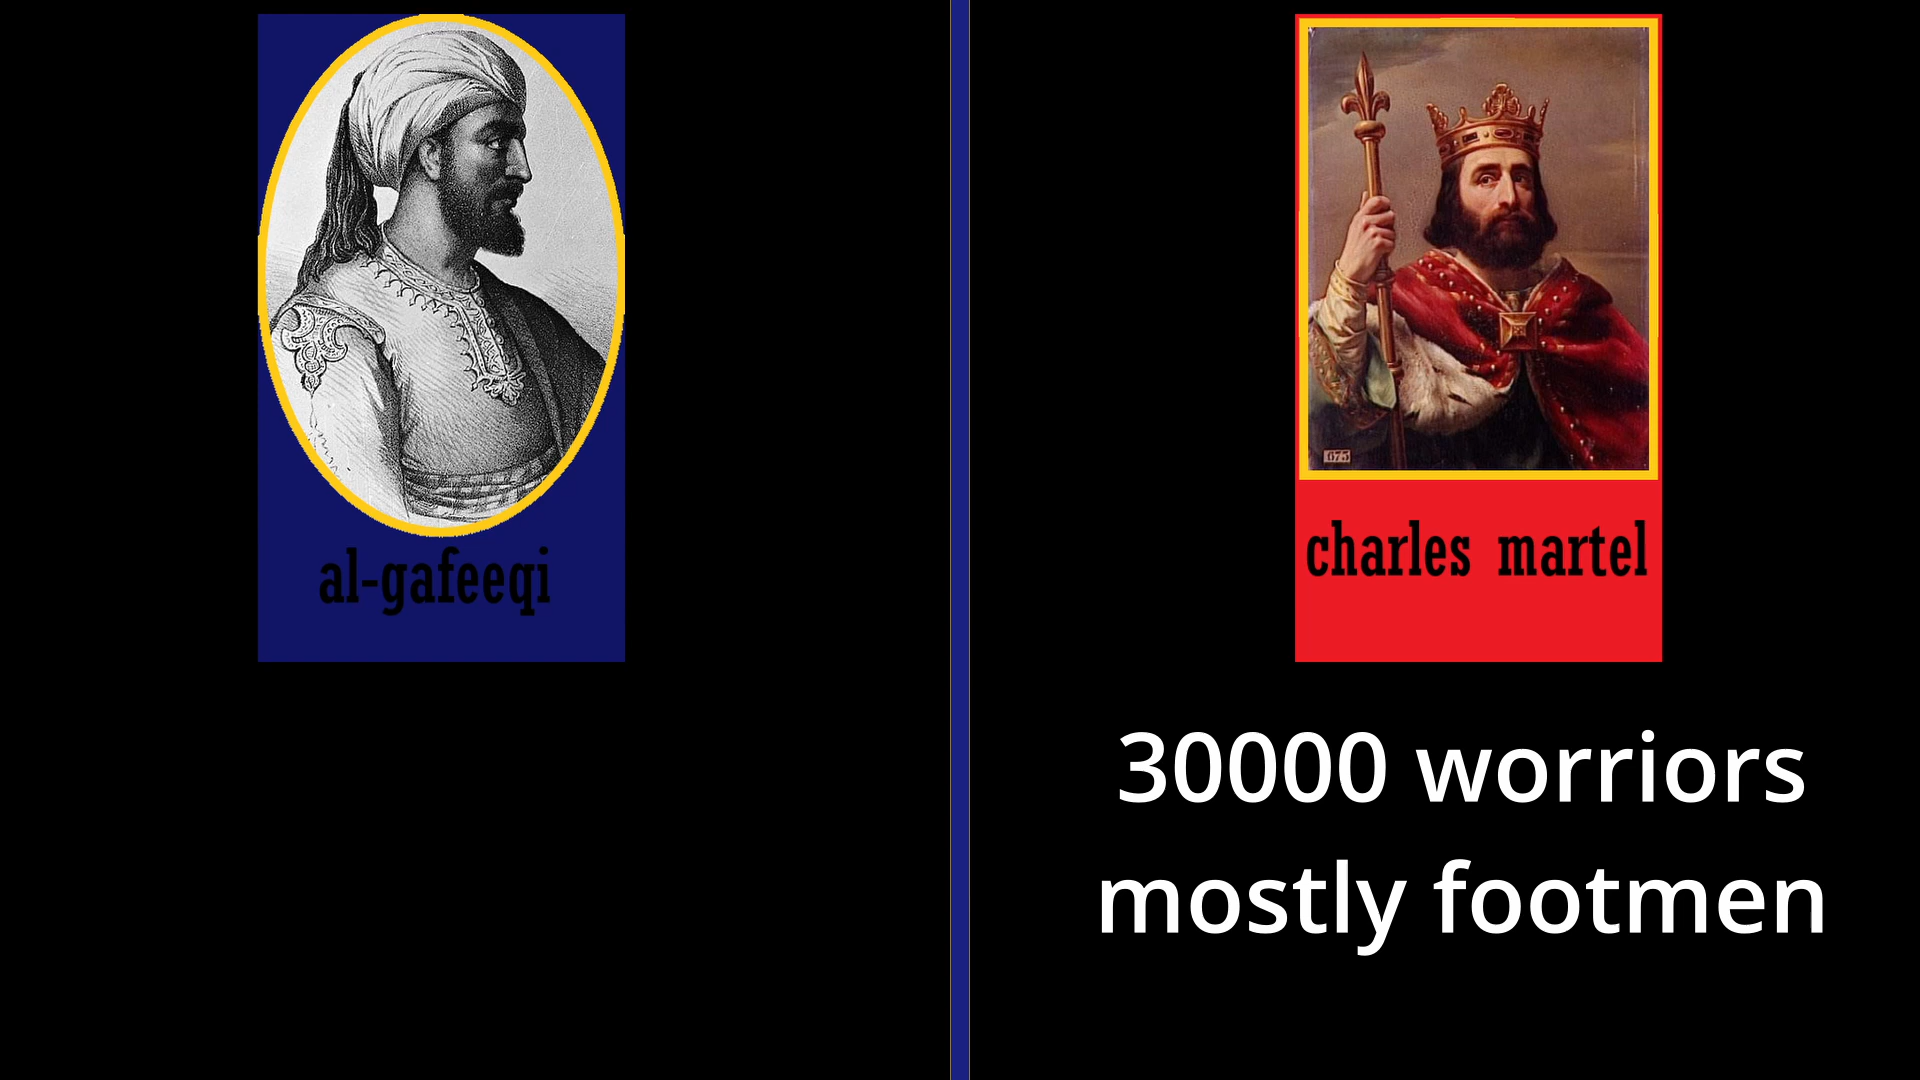 al-gafeeqi
charles martel
30000 worriors
mostly footmen